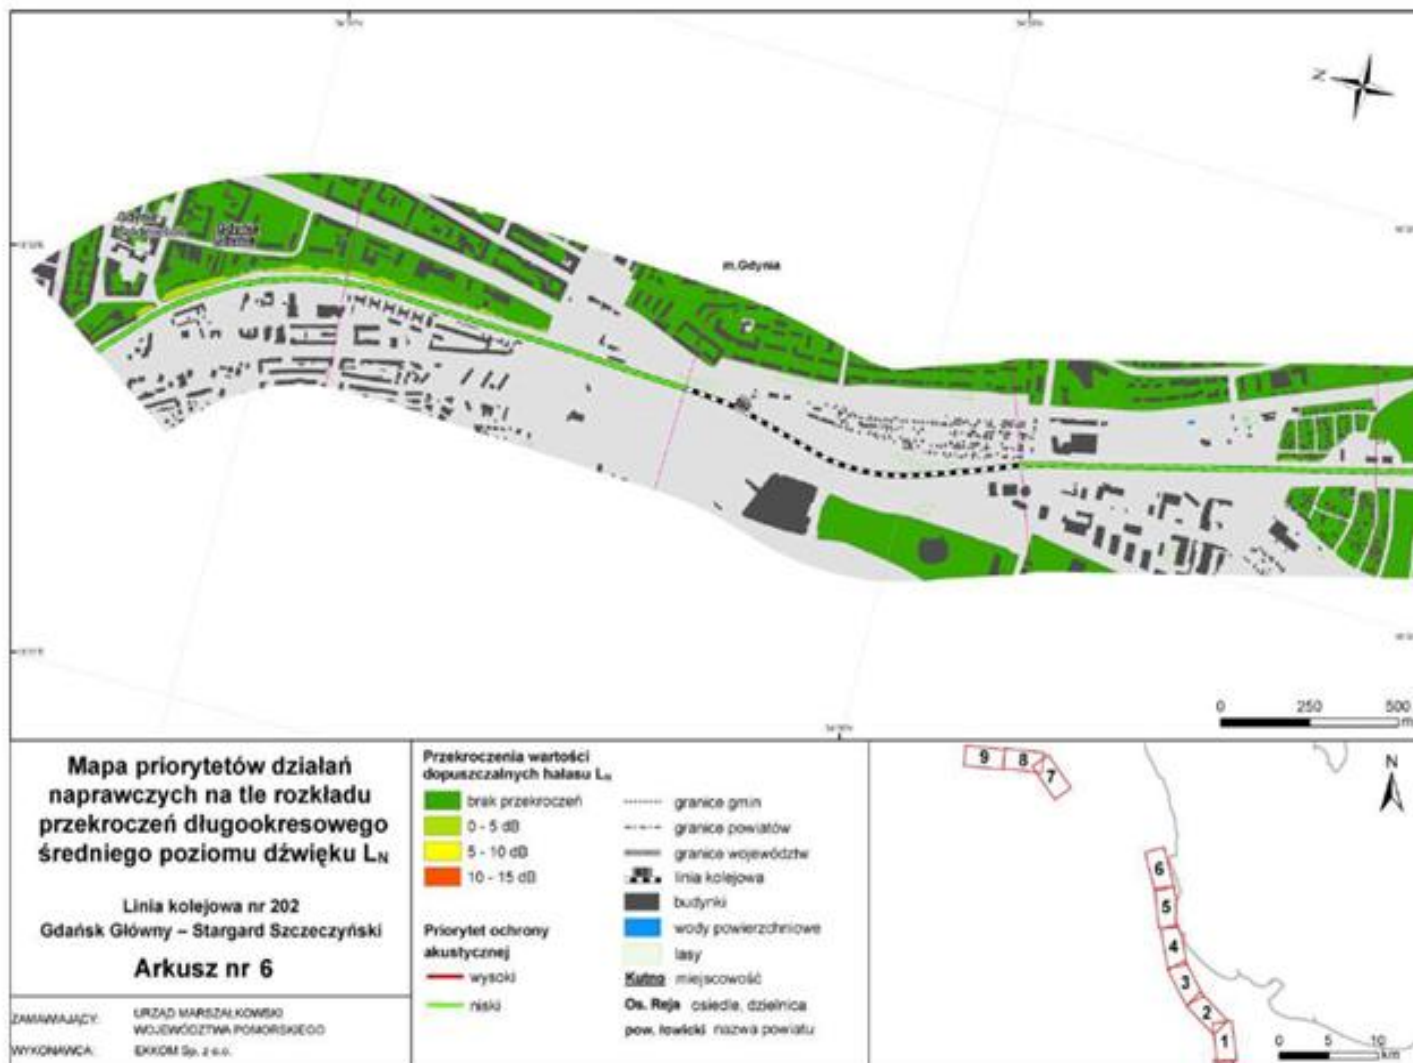 N
Gdynia
m.Gdynia
0 250 500
m
Mapa priorytetów działań
naprawczych na tle rozkładu
przekroczeń długookresowego
średniego poziomu dźwięku LN
Linia kolejowa nr 202
Gdańsk Główny – Stargard Szczeczyński
Arkusz nr 6
ZAMAWIAJĄCY: URZĄD MARSZAŁKOWSKI
WOJEWÓDZTWA POMORSKIEGO
WYKONAWCA: EKKOM Sp. z o.o.
Przekroczenia wartości
dopuszczalnych hałasu LN
brak przekroczeń
0 - 5 dB
5 - 10 dB
10 - 15 dB
Priorytet ochrony
akustycznej
wysoki
niski
granice gmin
granice powiatów
granice województw
linia kolejowa
budynki
wody powierzchniowe
lasy
Kutno miejscowość
Os. Reja osiedle, dzielnica
pow. łowicki nazwa powiatu
9 8 7
N
6
5
4
3
2
1
0 5 10
km